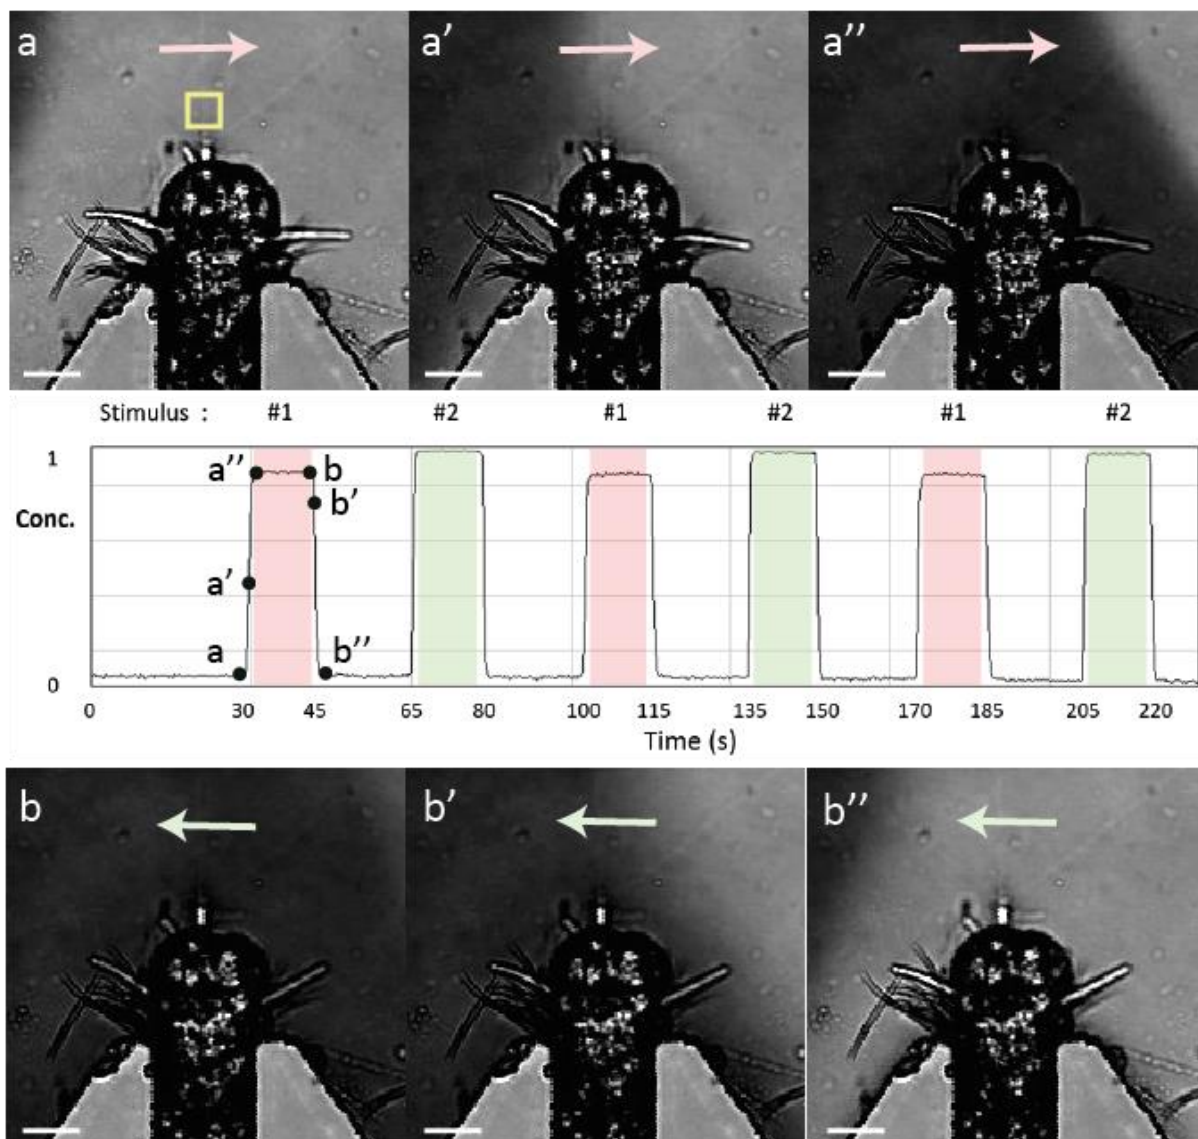 a a’ a’’
Stimulus : #1 #2 #1 #2 #1 #2
1
a’’ b
b’
Conc.
a’
a b’’
0
0 30 45 65 80 100 115 135 150 170 185 205 220
Time (s)
b b’ b’’